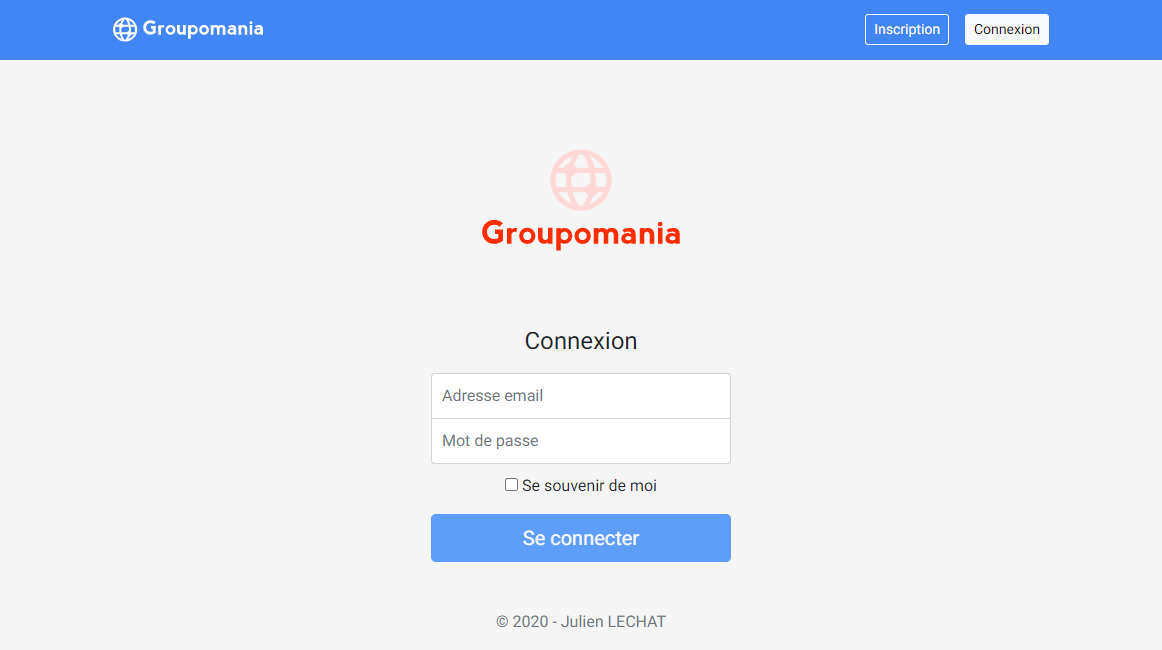 Groupomania
Inscription
Connexion
Groupomania
Connexion
Adresse email
Mot de passe
Se souvenir de moi
Se connecter
© 2020 - Julien LECHAT